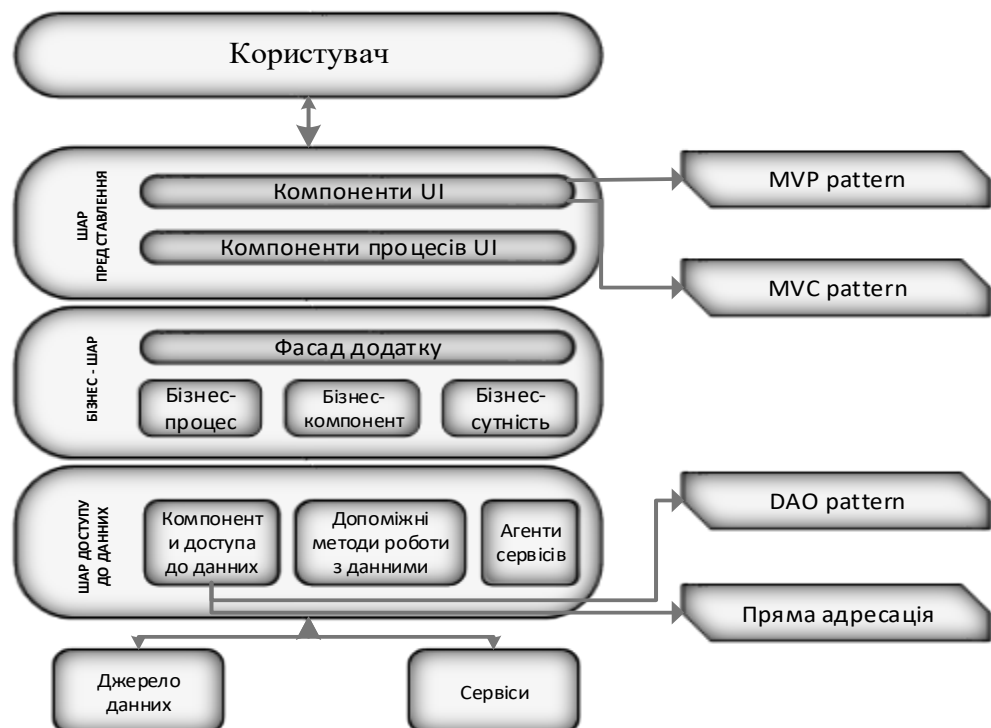 Користувач
ШАР
ПРЕДСТАВЛЕННЯ
Компоненти UI
Компоненти процесів UI
MVP pattern
MVC pattern
БІЗНЕС - ШАР
Фасад додатку
Бізнес-
процес
Бізнес-
компонент
Бізнес-
сутність
ШАР ДОСТУПУ
ДО ДАННИХ
Компонент
и доступа
до данних
Допоміжні
методи роботи
з данними
Агенти
сервісів
DAO pattern
Пряма адресація
Джерело
данних
Сервіси